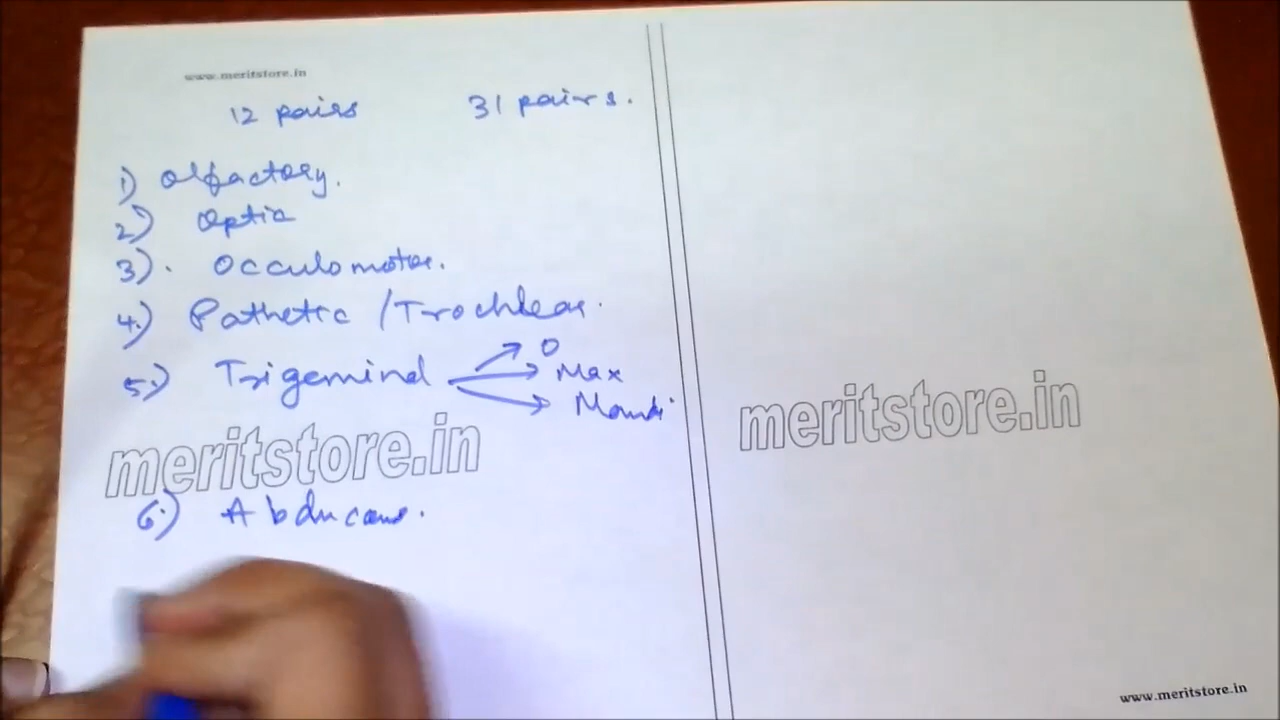 www.meritstore.in
12 pairs 31 pairs.
1) Olfactory.
2) Optic
3). Occulomotor.
4.) Pathetic / Trochlear.
5.) Trigeminal
O
Max
Mandi
meritstore.in
meritstore.in
6.) Abducans.
www.meritstore.in